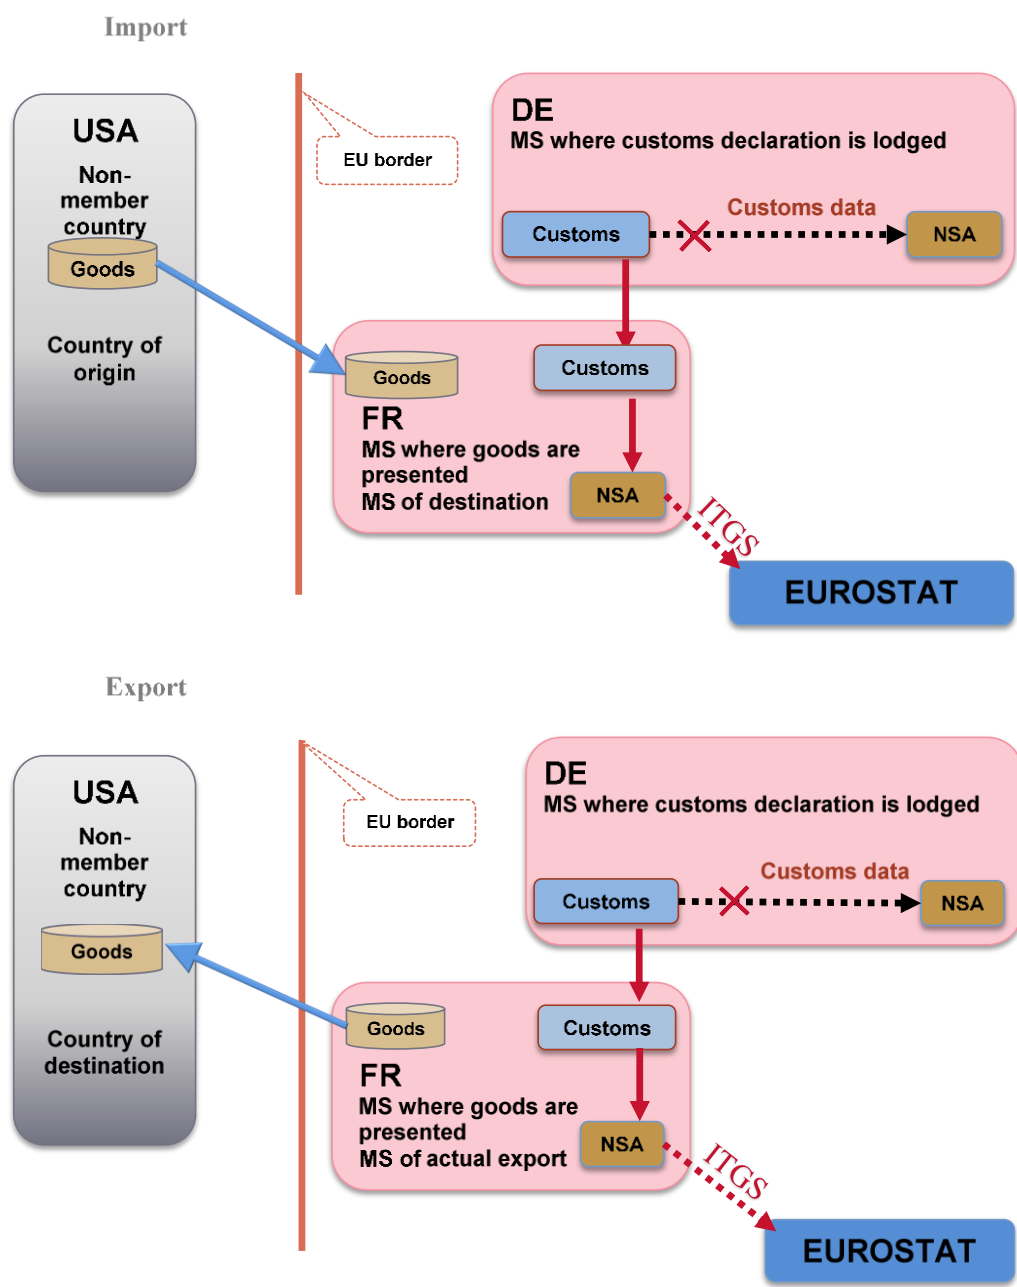 Import
USA
Non-
member
country
Goods
Country of
origin
EU border
DE
MS where customs declaration is lodged
Customs data
Customs
NSA
Goods
Customs
FR
MS where goods are
presented
MS of destination
NSA
ITGS
EUROSTAT
Export
USA
Non-
member
country
Goods
Country of
destination
EU border
DE
MS where customs declaration is lodged
Customs data
Customs
NSA
Goods
Customs
FR
MS where goods are
presented
MS of actual export
NSA
ITGS
EUROSTAT